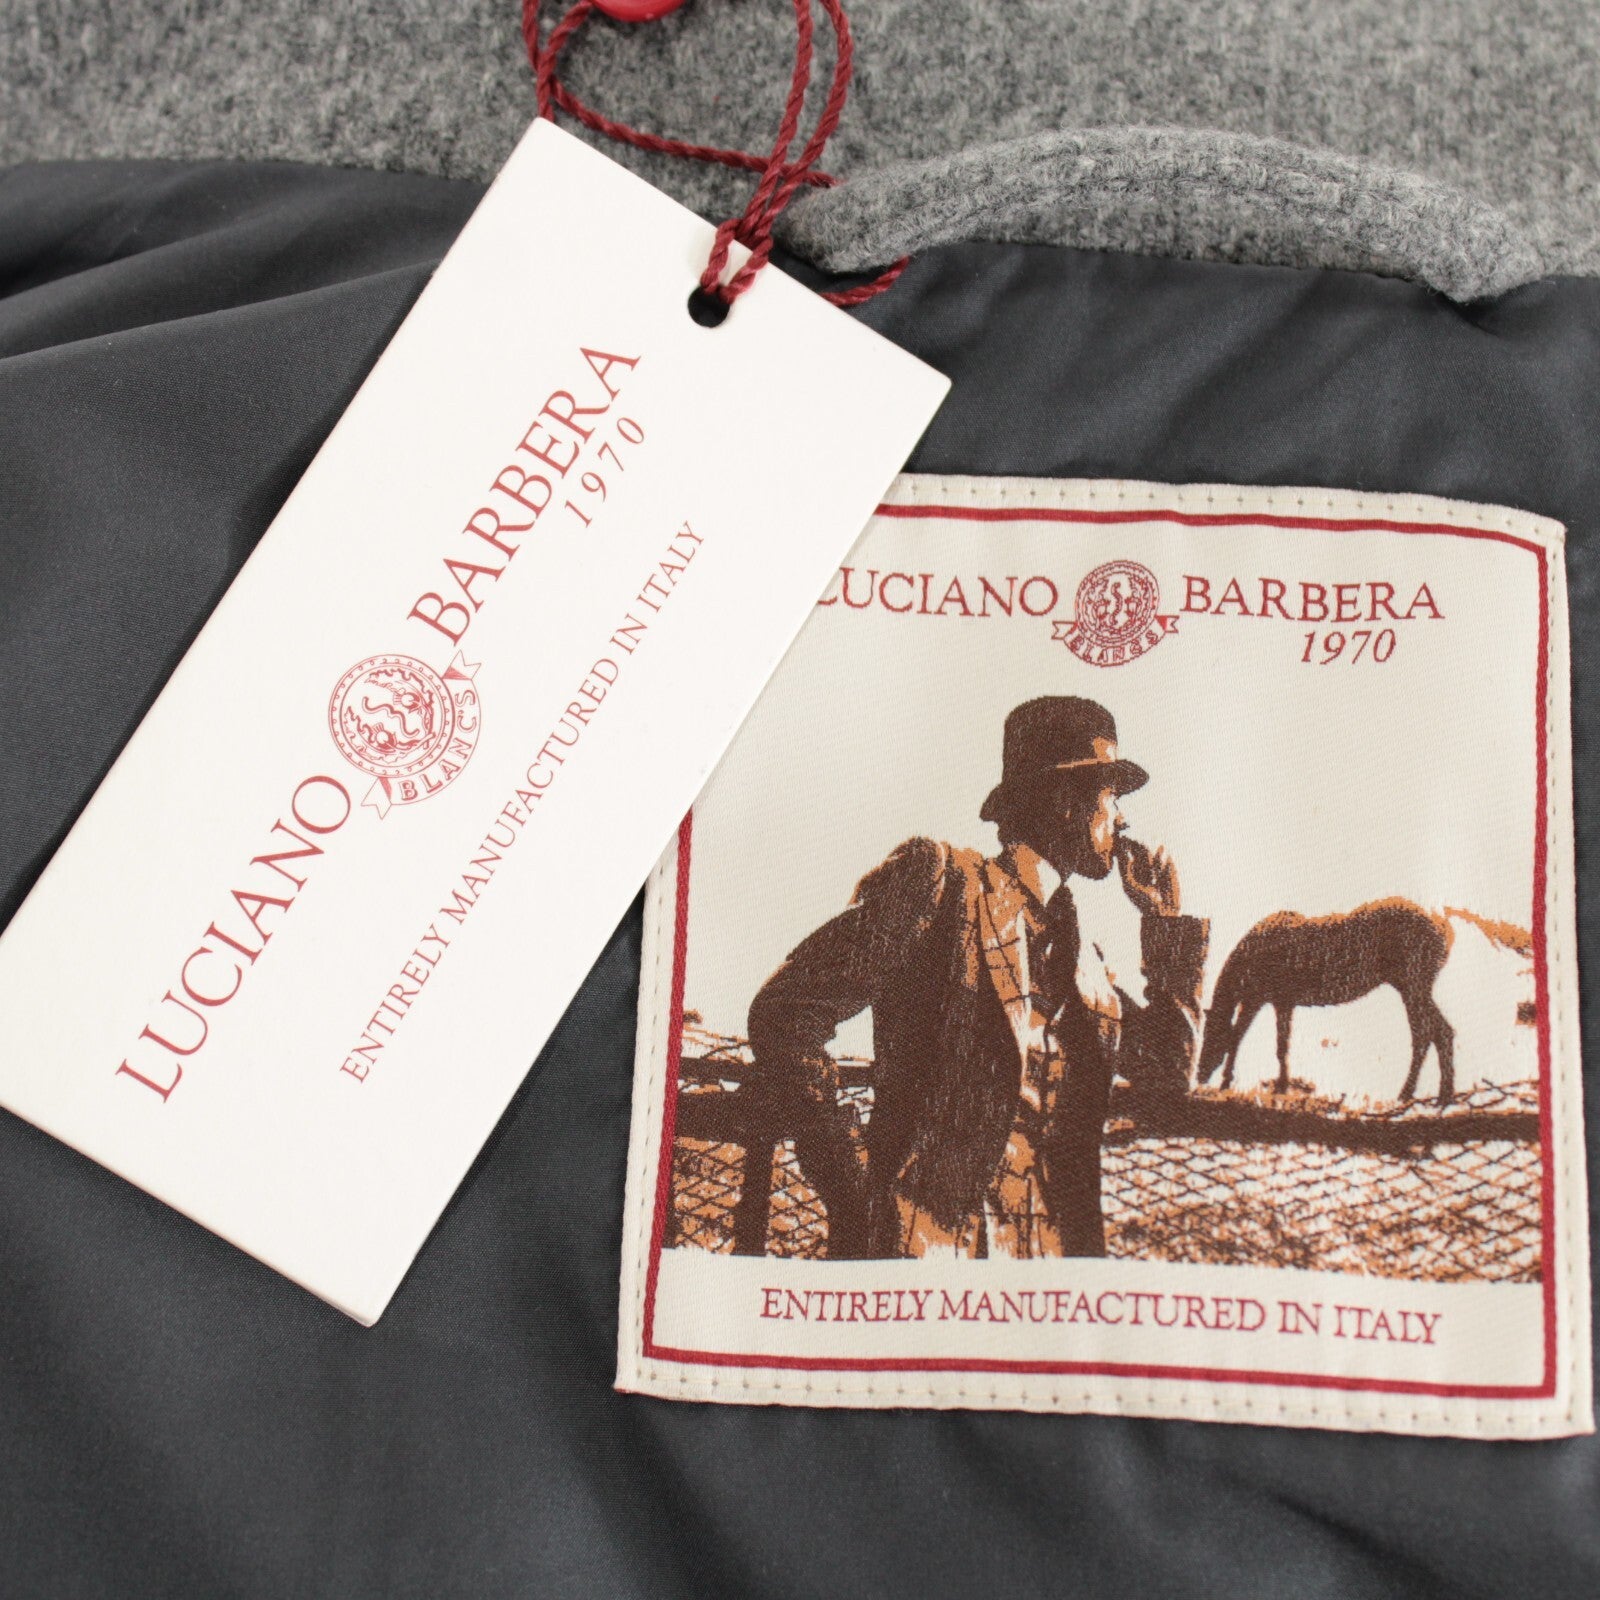 LUCIANO BARBERA
1970
BLANC'S
ENTIRELY MANUFACTURED IN ITALY
LUCIANO BARBERA
1970
BLANC'S
ENTIRELY MANUFACTURED IN ITALY